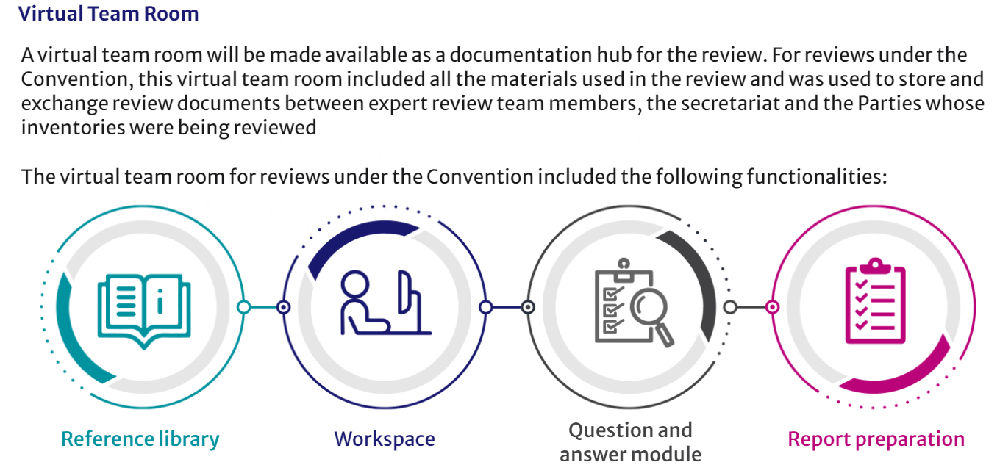 Virtual Team Room
A virtual team room will be made available as a documentation hub for the review. For reviews under the
Convention, this virtual team room included all the materials used in the review and was used to store and
exchange review documents between expert review team members, the secretariat and the Parties whose
inventories were being reviewed
The virtual team room for reviews under the Convention included the following functionalities:
Reference library
Workspace
Question and
answer module
Report preparation